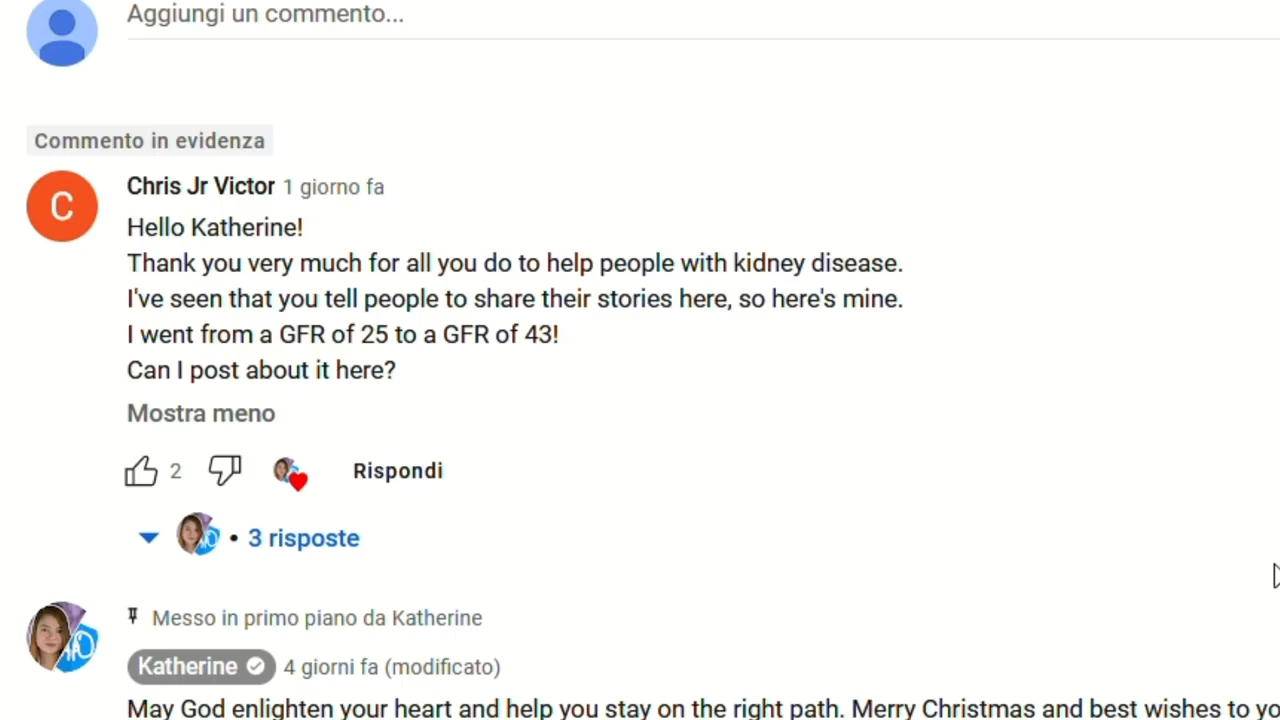 Aggiungi un commento...
Commento in evidenza
C
Chris Jr Victor 1 giorno fa
Hello Katherine!
Thank you very much for all you do to help people with kidney disease.
I've seen that you tell people to share their stories here, so here's mine.
I went from a GFR of 25 to a GFR of 43!
Can I post about it here?
Mostra meno
2 Rispondi
• 3 risposte
Messo in primo piano da Katherine
Katherine 4 giorni fa (modificato)
May God enlighten your heart and help you stay on the right path. Merry Christmas and best wishes to